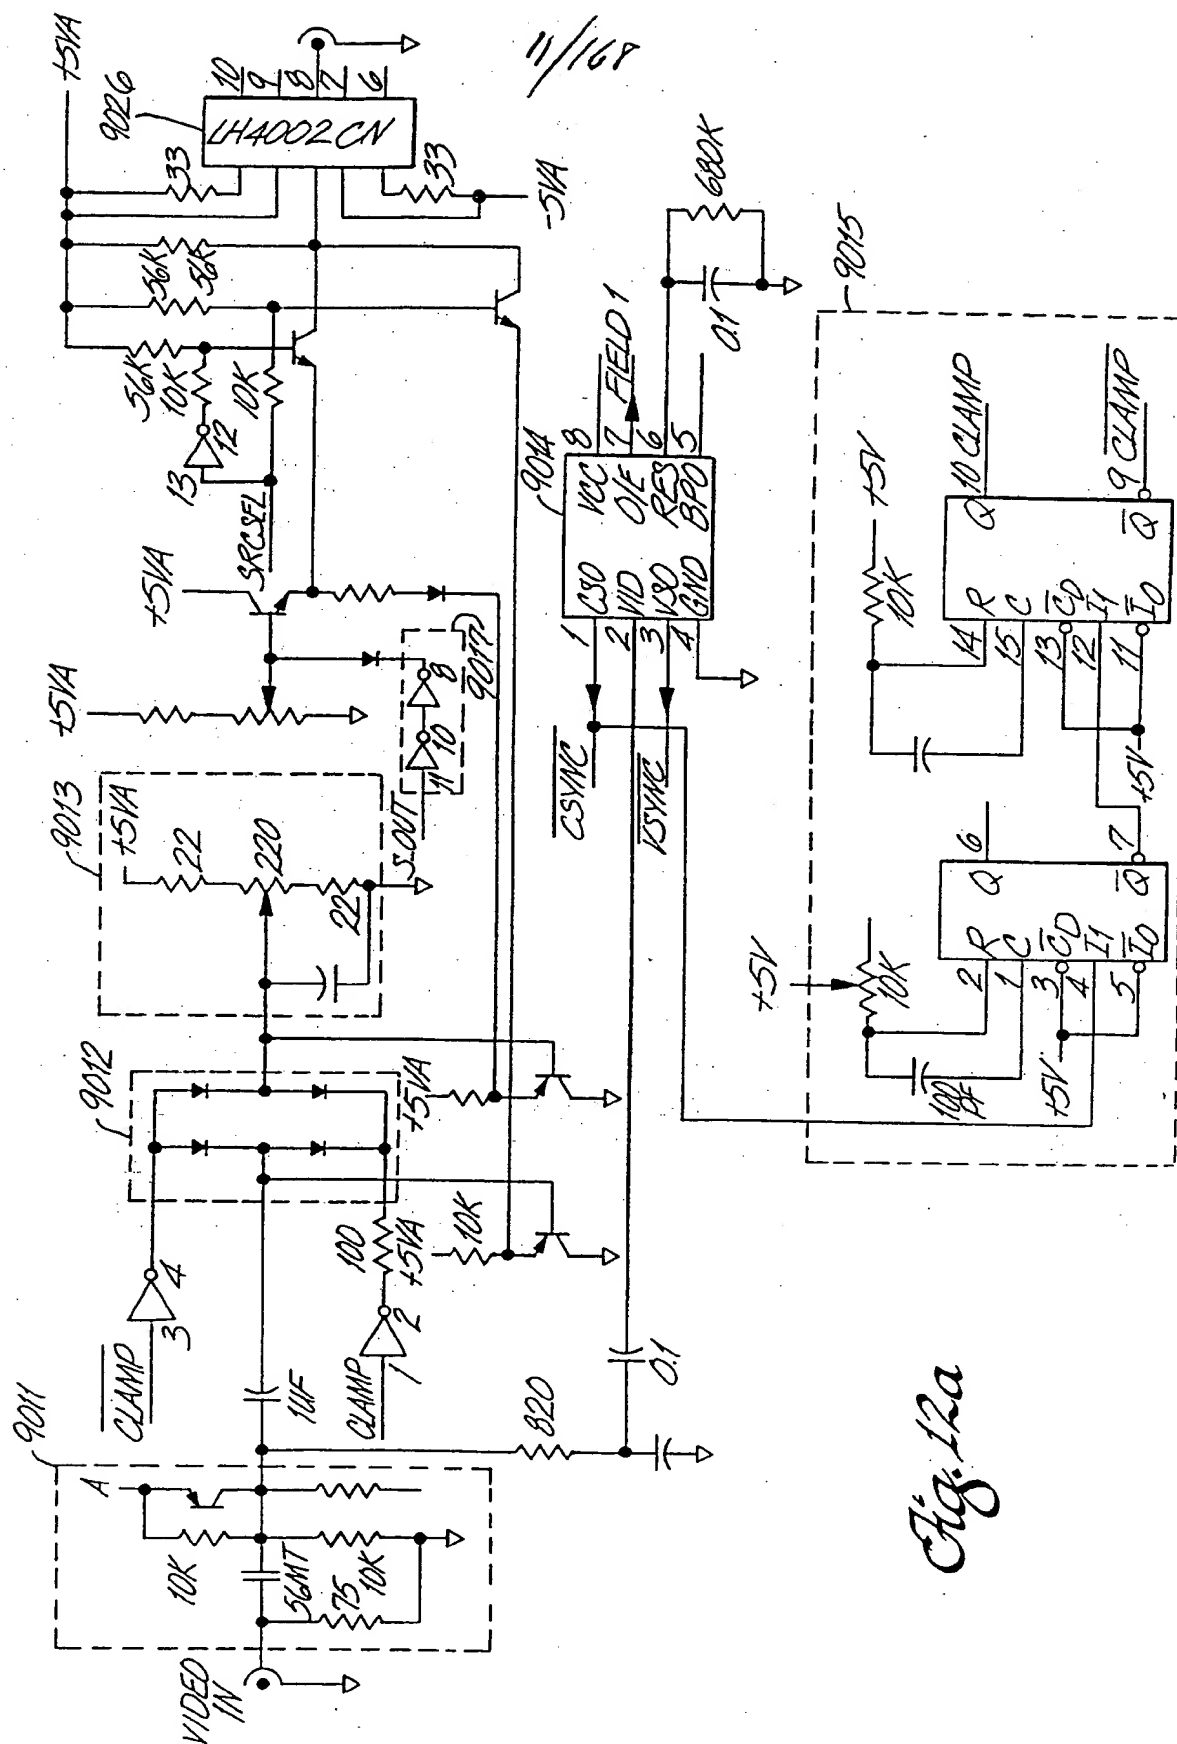 11/168
+5VA
9026
10
9
8
7
6
LH4002CN
33
33
-5VA
56K
56K
56K
10K
10K
13
12
SRCSEL
+5VA
+5VA
9013
+5VA
22
220
22
S.OUT
11
10
8
9017
9012
+5VA
+5VA
10K
100
CLAMP
3
4
CLAMP
1
2
1UF
9011
A
10K
56MT
75
10K
VIDEO
IN
820
0.1
9014
1
CSO
VCC
8
2
VID
O/E
7
FIELD 1
3
VSO
RES
6
4
GND
BPO
5
680K
0.1
CSYNC
VSYNC
9015
+5V
10K
100
PF
+5V
2
R
Q
6
1
C
3
CD
4
I1
5
I0
Q
7
+5V
10K
+5V
14
R
Q
10 CLAMP
15
C
13
CD
12
I1
11
I0
Q
9 CLAMP
Fig. 12a